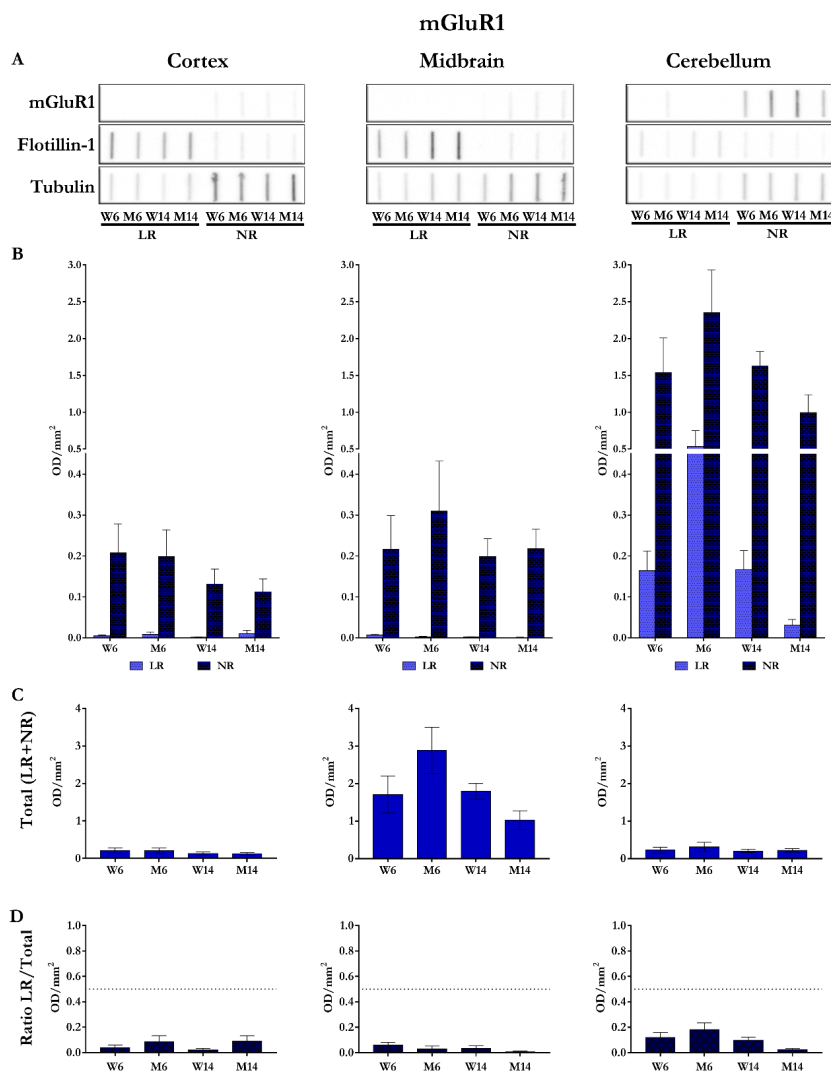 mGluR1
A
Cortex Midbrain Cerebellum
mGluR1
Flotillin-1
Tubulin
W6 M6 W14 M14 W6 M6 W14 M14 W6 M6 W14 M14 W6 M6 W14 M14 W6 M6 W14 M14 W6 M6 W14 M14
LR NR LR NR LR NR
B
3.0 3.0 3.0
2.5 2.5 2.5
2.0 2.0 2.0
1.5 1.5 1.5
1.0 1.0 1.0
0.5 0.5 0.5
OD/mm² OD/mm² OD/mm²
0.4 0.4 0.4
0.3 0.3 0.3
0.2 0.2 0.2
0.1 0.1 0.1
0.0 0.0 0.0
W6 M6 W14 M14 W6 M6 W14 M14 W6 M6 W14 M14
LR NR LR NR LR NR
C
Total (LR+NR)
OD/mm² OD/mm² OD/mm²
4 4 4
3 3 3
2 2 2
1 1 1
0 0 0
W6 M6 W14 M14 W6 M6 W14 M14 W6 M6 W14 M14
D
Ratio LR/Total
OD/mm² OD/mm² OD/mm²
1.0 1.0 1.0
0.8 0.8 0.8
0.6 0.6 0.6
0.4 0.4 0.4
0.2 0.2 0.2
0.0 0.0 0.0
W6 M6 W14 M14 W6 M6 W14 M14 W6 M6 W14 M14